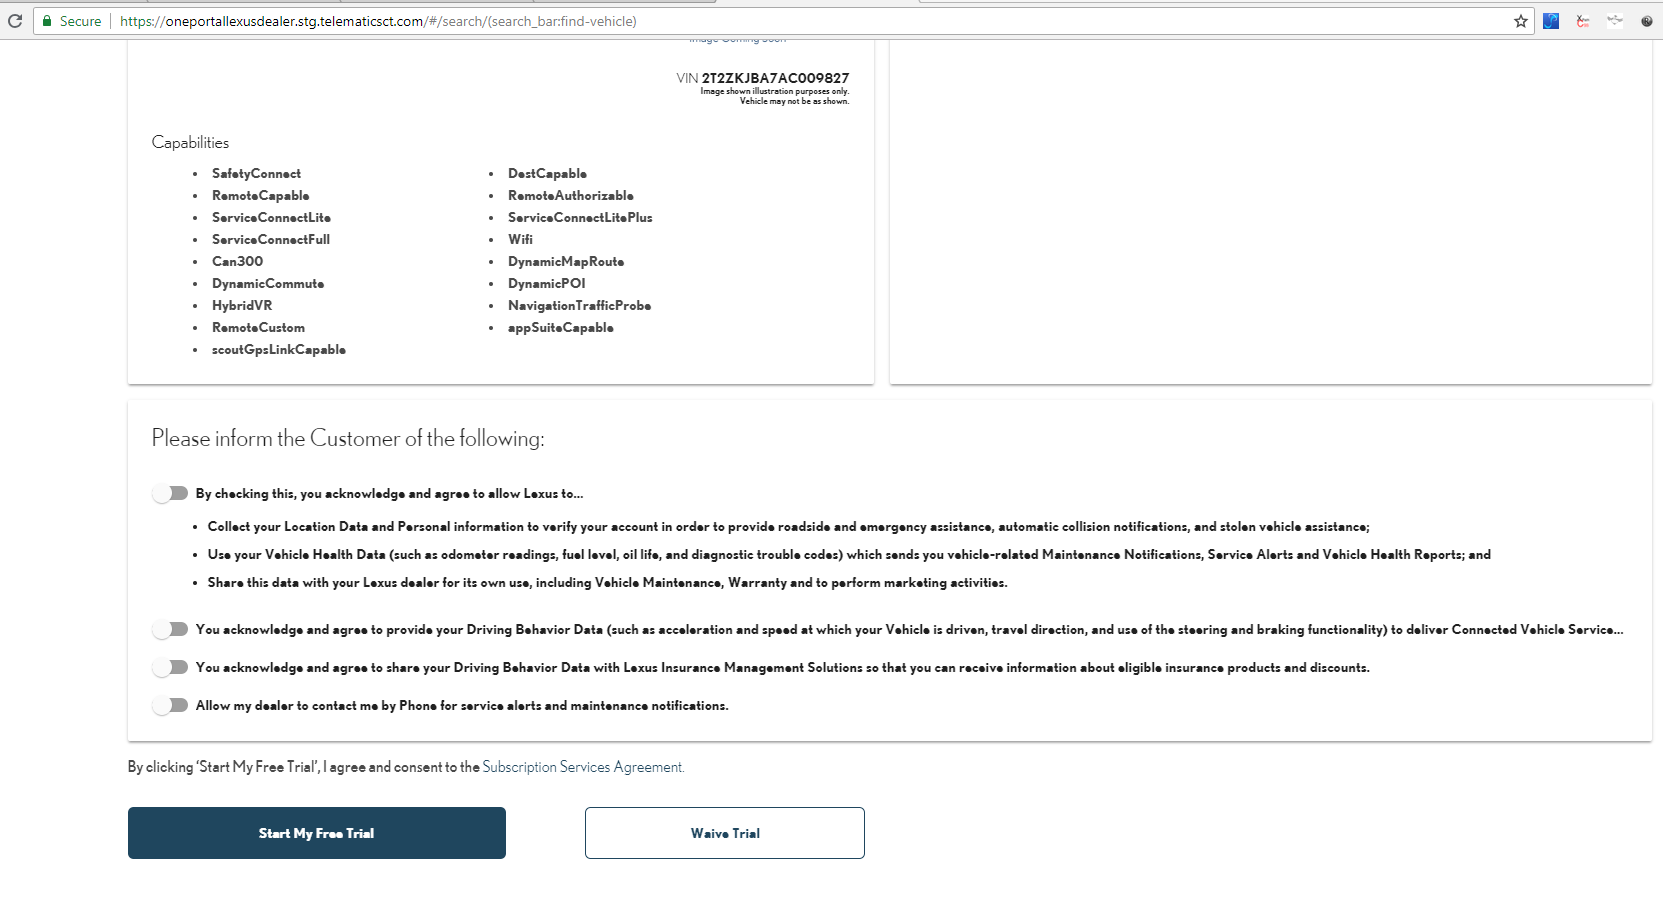 Secure https://oneportallexusdealer.stg.telematicsct.com/#/search/(search_bar:find-vehicle)
Image Coming Soon
VIN 2T2ZKJBA7AC009827
Image shown illustration purposes only.
Vehicle may not be as shown.
Capabilities
• SafetyConnect
• RemoteCapable
• ServiceConnectLite
• ServiceConnectFull
• Can300
• DynamicCommute
• HybridVR
• RemoteCustom
• scoutGpsLinkCapable
• DestCapable
• RemoteAuthorizable
• ServiceConnectLitePlus
• Wifi
• DynamicMapRoute
• DynamicPOI
• NavigationTrafficProbe
• appSuiteCapable
Please inform the Customer of the following:
By checking this, you acknowledge and agree to allow Lexus to...
• Collect your Location Data and Personal information to verify your account in order to provide roadside and emergency assistance, automatic collision notifications, and stolen vehicle assistance;
• Use your Vehicle Health Data (such as odometer readings, fuel level, oil life, and diagnostic trouble codes) which sends you vehicle-related Maintenance Notifications, Service Alerts and Vehicle Health Reports; and
• Share this data with your Lexus dealer for its own use, including Vehicle Maintenance, Warranty and to perform marketing activities.
You acknowledge and agree to provide your Driving Behavior Data (such as acceleration and speed at which your Vehicle is driven, travel direction, and use of the steering and braking functionality) to deliver Connected Vehicle Service...
You acknowledge and agree to share your Driving Behavior Data with Lexus Insurance Management Solutions so that you can receive information about eligible insurance products and discounts.
Allow my dealer to contact me by Phone for service alerts and maintenance notifications.
By clicking 'Start My Free Trial', I agree and consent to the Subscription Services Agreement.
Start My Free Trial
Waive Trial